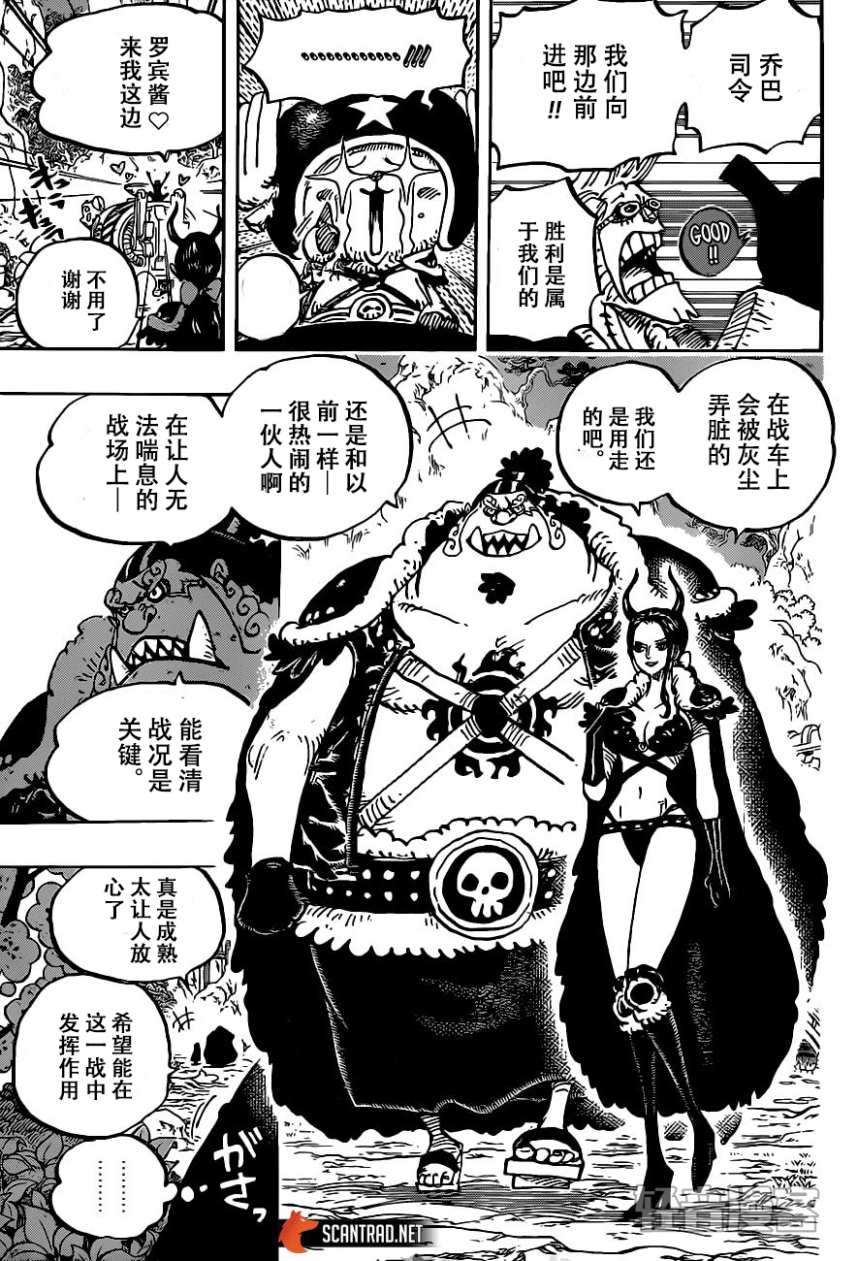 乔巴
司令
我们向
那边前
进吧!!
GOOD
!!
胜利是属
于我们的
…………!!!
罗宾酱♡
来我这边
不用了
谢谢
在战车上
会被灰尘
弄脏的
我们还
是用走
的吧。
还是和以
前一样—
很热闹的
一伙人啊
在让人无
法喘息的
战场上—
能看清
战况是
关键。
真是成熟
太让人放
心了
希望能在
这一战中
发挥作用
……
……
がさっ
SCANTRAD.NET